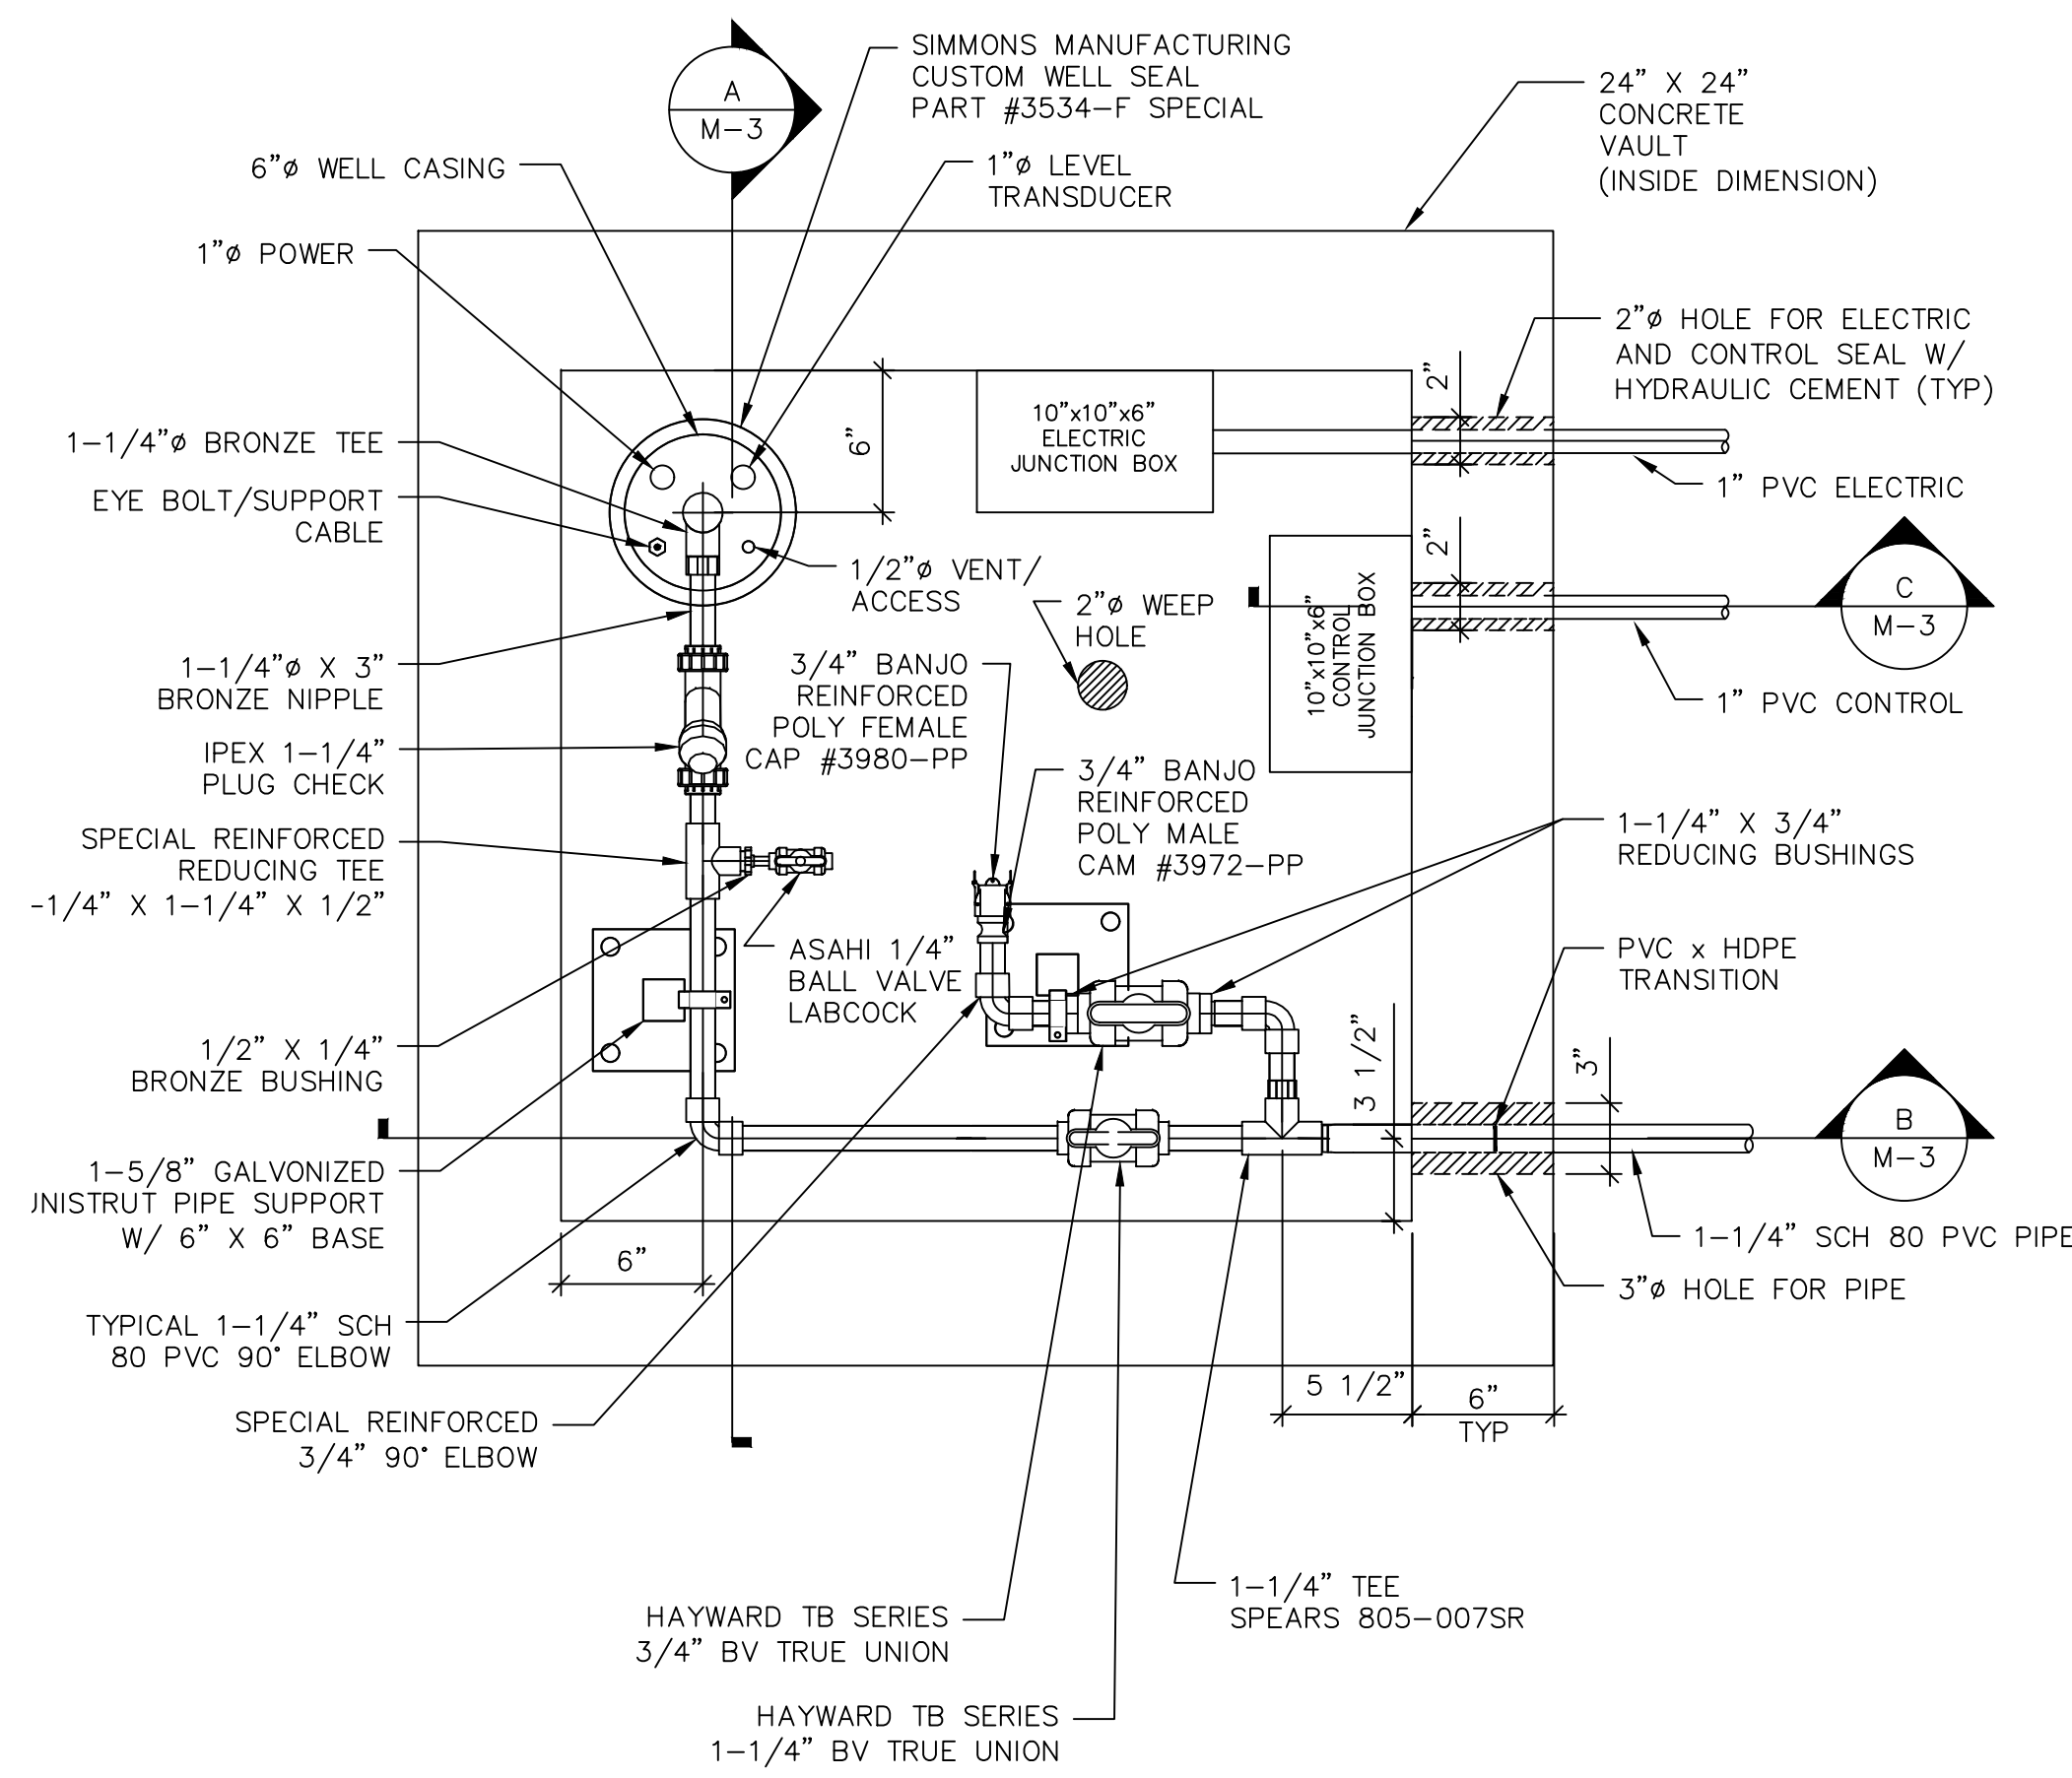 A
M-3
SIMMONS MANUFACTURING
CUSTOM WELL SEAL
PART #3534-F SPECIAL
24" X 24"
CONCRETE
VAULT
(INSIDE DIMENSION)
6"ø WELL CASING
1"ø LEVEL
TRANSDUCER
1"ø POWER
2"ø HOLE FOR ELECTRIC
AND CONTROL SEAL W/
HYDRAULIC CEMENT (TYP)
2"
6"
10"x10"x6"
ELECTRIC
JUNCTION BOX
1-1/4"ø BRONZE TEE
1" PVC ELECTRIC
EYE BOLT/SUPPORT
CABLE
2"
1/2"ø VENT/
ACCESS
2"ø WEEP
HOLE
10"x10"x6"
CONTROL
JUNCTION BOX
C
M-3
1-1/4"ø X 3"
BRONZE NIPPLE
3/4" BANJO
REINFORCED
POLY FEMALE
CAP #3980-PP
1" PVC CONTROL
IPEX 1-1/4"
PLUG CHECK
3/4" BANJO
REINFORCED
POLY MALE
CAM #3972-PP
1-1/4" X 3/4"
REDUCING BUSHINGS
SPECIAL REINFORCED
REDUCING TEE
-1/4" X 1-1/4" X 1/2"
ASAHI 1/4"
BALL VALVE
LABCOCK
PVC x HDPE
TRANSITION
1/2" X 1/4"
BRONZE BUSHING
3 1/2"
3"
B
M-3
1-5/8" GALVONIZED
UNISTRUT PIPE SUPPORT
W/ 6" X 6" BASE
1-1/4" SCH 80 PVC PIPE
6"
3"ø HOLE FOR PIPE
TYPICAL 1-1/4" SCH
80 PVC 90° ELBOW
5 1/2"
6"
TYP
SPECIAL REINFORCED
3/4" 90° ELBOW
1-1/4" TEE
SPEARS 805-007SR
HAYWARD TB SERIES
3/4" BV TRUE UNION
HAYWARD TB SERIES
1-1/4" BV TRUE UNION